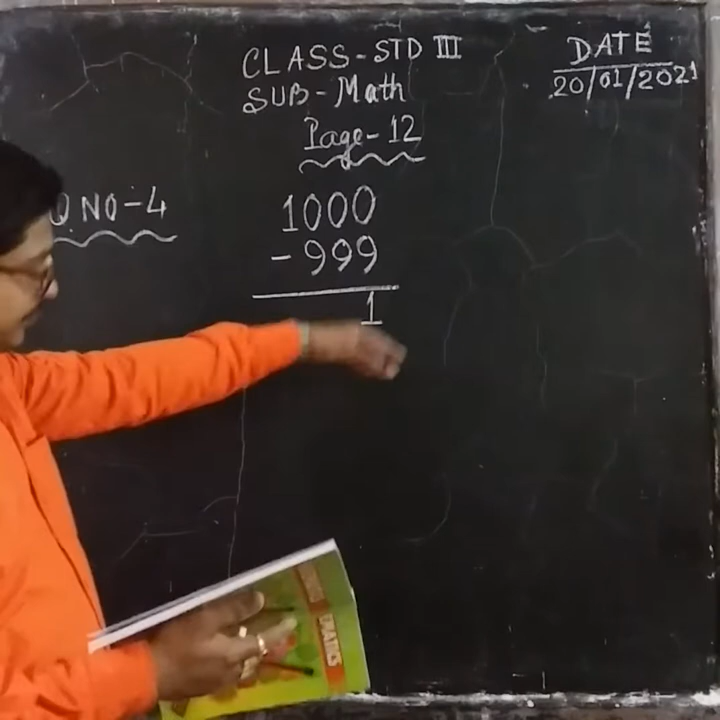 CLASS-STD III
SUB-Math
Page-12
DATE
20/01/2021
Q NO-4
1000
-999
1